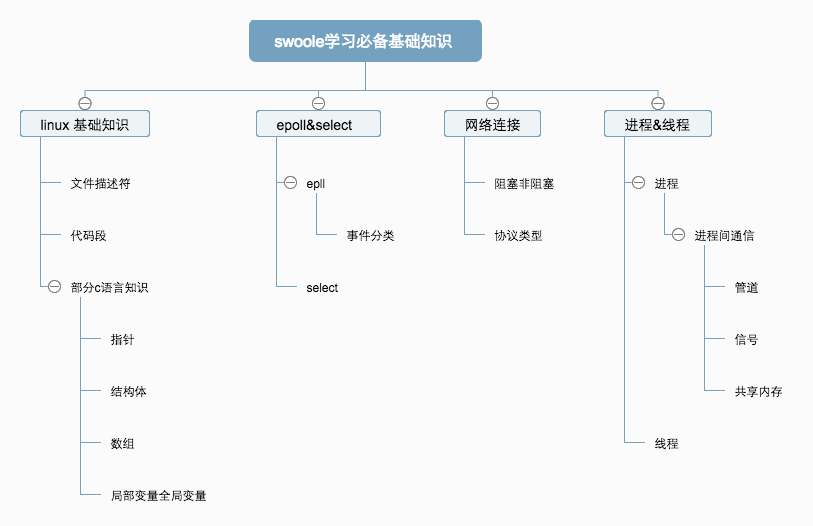 swoole学习必备基础知识
linux 基础知识
文件描述符
代码段
部分c语言知识
指针
结构体
数组
局部变量全局变量
epoll&select
epll
事件分类
select
网络连接
阻塞非阻塞
协议类型
进程&线程
进程
进程间通信
管道
信号
共享内存
线程